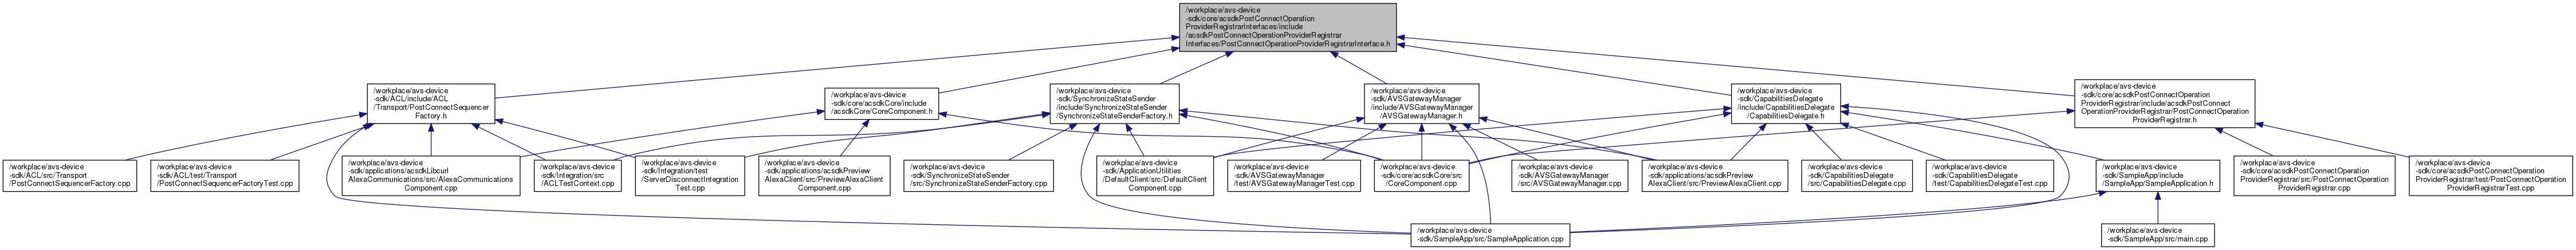 /workplace/avs-device
-sdk/core/acsdkPostConnectOperation
ProviderRegistrarInterfaces/include
/acsdkPostConnectOperationProviderRegistrar
Interfaces/PostConnectOperationProviderRegistrarInterface.h
/workplace/avs-device
-sdk/ACL/include/ACL
/Transport/PostConnectSequencer
Factory.h
/workplace/avs-device
-sdk/core/acsdkCore/include
/acsdkCore/CoreComponent.h
/workplace/avs-device
-sdk/SynchronizeStateSender
/include/SynchronizeStateSender
/SynchronizeStateSenderFactory.h
/workplace/avs-device
-sdk/AVSGatewayManager
/include/AVSGatewayManager
/AVSGatewayManager.h
/workplace/avs-device
-sdk/CapabilitiesDelegate
/include/CapabilitiesDelegate
/CapabilitiesDelegate.h
/workplace/avs-device
-sdk/core/acsdkPostConnectOperation
ProviderRegistrar/include/acsdkPostConnect
OperationProviderRegistrar/PostConnectOperation
ProviderRegistrar.h
/workplace/avs-device
-sdk/ACL/src/Transport
/PostConnectSequencerFactory.cpp
/workplace/avs-device
-sdk/ACL/test/Transport
/PostConnectSequencerFactoryTest.cpp
/workplace/avs-device
-sdk/applications/acsdkLibcurl
AlexaCommunications/src/AlexaCommunications
Component.cpp
/workplace/avs-device
-sdk/Integration/src
/ACLTestContext.cpp
/workplace/avs-device
-sdk/Integration/test
/ServerDisconnectIntegration
Test.cpp
/workplace/avs-device
-sdk/applications/acsdkPreview
AlexaClient/src/PreviewAlexaClient
Component.cpp
/workplace/avs-device
-sdk/SynchronizeStateSender
/src/SynchronizeStateSenderFactory.cpp
/workplace/avs-device
-sdk/ApplicationUtilities
/DefaultClient/src/DefaultClient
Component.cpp
/workplace/avs-device
-sdk/AVSGatewayManager
/test/AVSGatewayManagerTest.cpp
/workplace/avs-device
-sdk/core/acsdkCore/src
/CoreComponent.cpp
/workplace/avs-device
-sdk/AVSGatewayManager
/src/AVSGatewayManager.cpp
/workplace/avs-device
-sdk/applications/acsdkPreview
AlexaClient/src/PreviewAlexaClient.cpp
/workplace/avs-device
-sdk/CapabilitiesDelegate
/src/CapabilitiesDelegate.cpp
/workplace/avs-device
-sdk/CapabilitiesDelegate
/test/CapabilitiesDelegateTest.cpp
/workplace/avs-device
-sdk/SampleApp/include
/SampleApp/SampleApplication.h
/workplace/avs-device
-sdk/core/acsdkPostConnectOperation
ProviderRegistrar/src/PostConnectOperation
ProviderRegistrar.cpp
/workplace/avs-device
-sdk/core/acsdkPostConnectOperation
ProviderRegistrar/test/PostConnectOperation
ProviderRegistrarTest.cpp
/workplace/avs-device
-sdk/SampleApp/src/SampleApplication.cpp
/workplace/avs-device
-sdk/SampleApp/src/main.cpp